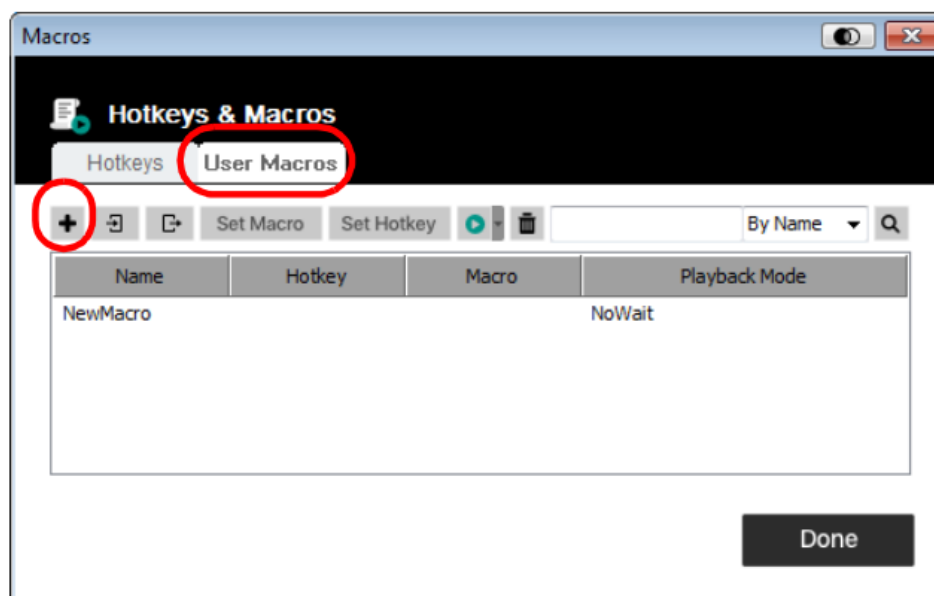 Macros
Hotkeys & Macros
Hotkeys User Macros
Set Macro Set Hotkey By Name
Name Hotkey Macro Playback Mode
NewMacro NoWait
Done